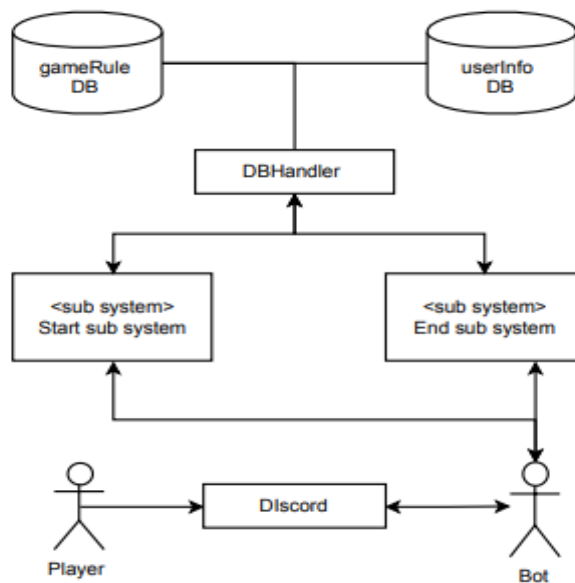 gameRule
DB
userInfo
DB
DBHandler
<sub system>
Start sub system
<sub system>
End sub system
DIscord
Player
Bot